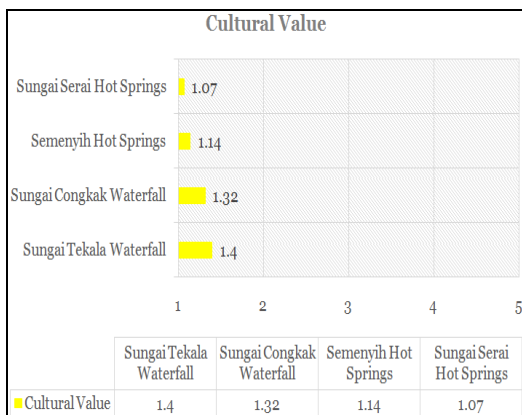 Cultural Value
Sungai Serai Hot Springs 1.07
Semenyih Hot Springs 1.14
Sungai Congkak Waterfall 1.32
Sungai Tekala Waterfall 1.4
1 2 3 4 5
Sungai Tekala Sungai Congkak Semenyih Hot Sungai Serai
Waterfall Waterfall Springs Hot Springs
Cultural Value 1.4 1.32 1.14 1.07